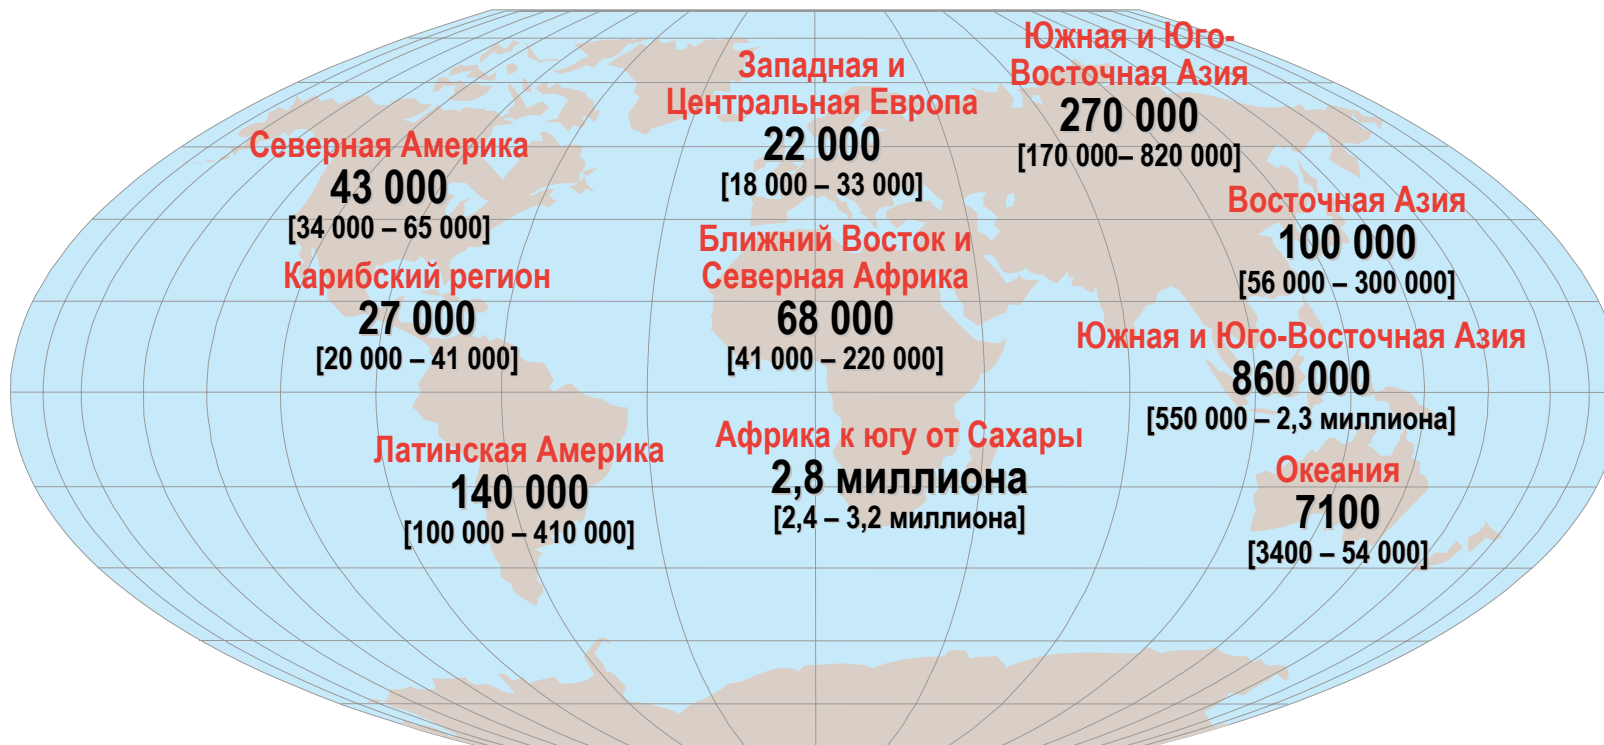 Южная и Юго-
Восточная Азия
270 000
[170 000– 820 000]
Западная и
Центральная Европа
22 000
[18 000 – 33 000]
Северная Америка
43 000
[34 000 – 65 000]
Восточная Азия
100 000
[56 000 – 300 000]
Ближний Восток и
Северная Африка
68 000
[41 000 – 220 000]
Карибский регион
27 000
[20 000 – 41 000]
Южная и Юго-Восточная Азия
860 000
[550 000 – 2,3 миллиона]
Африка к югу от Сахары
2,8 миллиона
[2,4 – 3,2 миллиона]
Латинская Америка
140 000
[100 000 – 410 000]
Океания
7100
[3400 – 54 000]